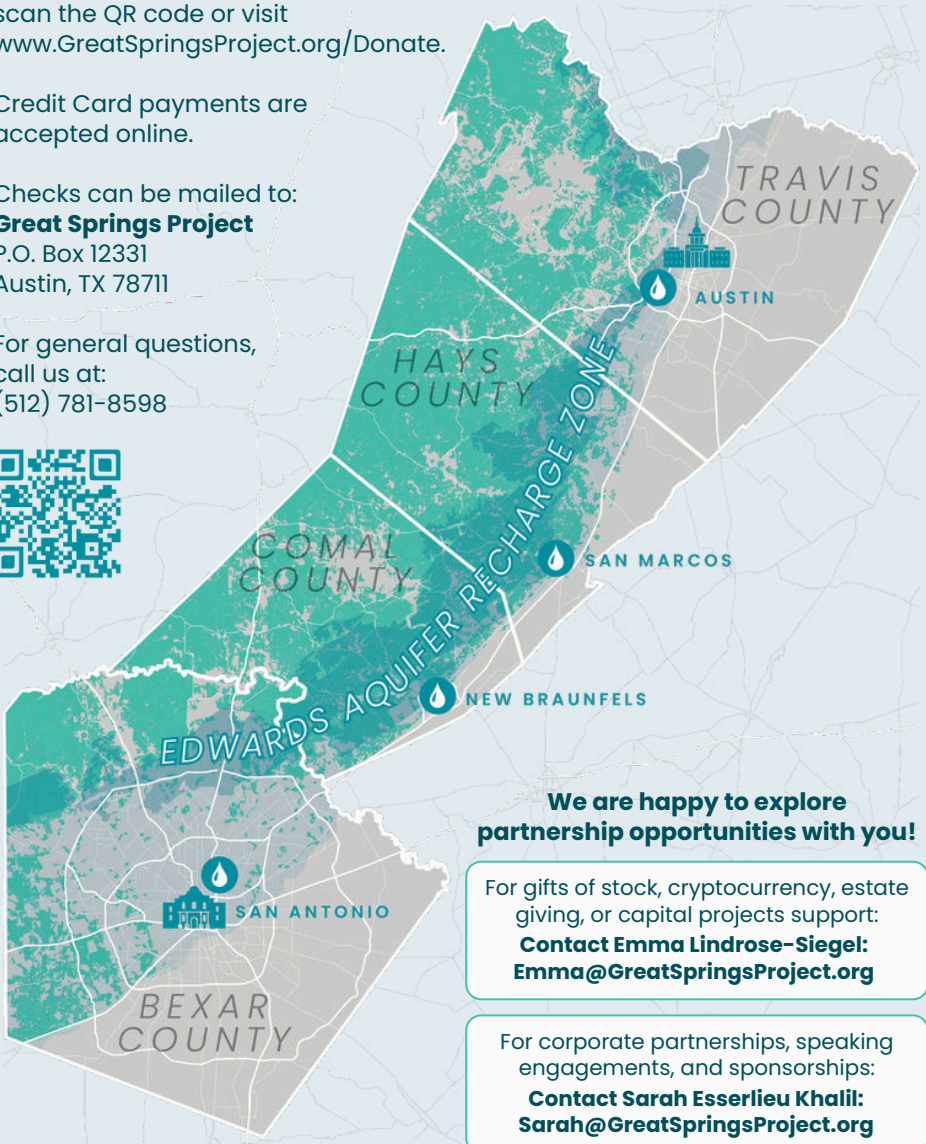 scan the QR code or visit
www.GreatSpringsProject.org/Donate.
Credit Card payments are
accepted online.
Checks can be mailed to:
Great Springs Project
P.O. Box 12331
Austin, TX 78711
For general questions,
call us at:
(512) 781-8598
TRAVIS
COUNTY
AUSTIN
HAYS
COUNTY
EDWARDS AQUIFER RECHARGE ZONE
COMAL
COUNTY
SAN MARCOS
NEW BRAUNFELS
SAN ANTONIO
BEXAR
COUNTY
We are happy to explore
partnership opportunities with you!
For gifts of stock, cryptocurrency, estate
giving, or capital projects support:
Contact Emma Lindrose-Siegel:
Emma@GreatSpringsProject.org
For corporate partnerships, speaking
engagements, and sponsorships:
Contact Sarah Esserlieu Khalil:
Sarah@GreatSpringsProject.org